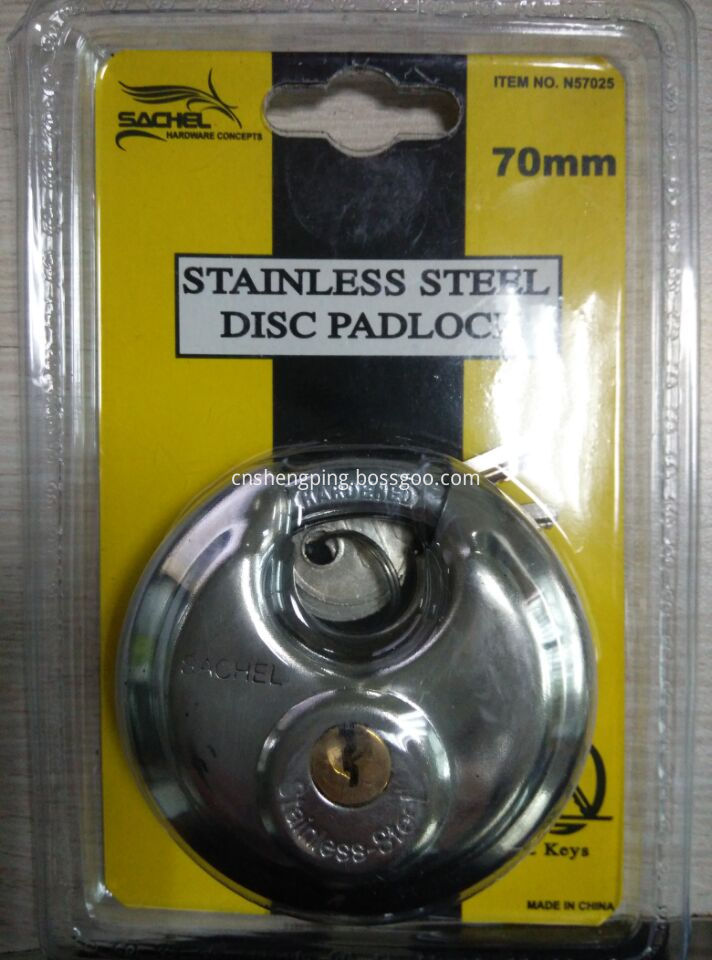 ITEM NO. N57025
SACHEL
HARDWARE CONCEPTS
70mm
STAINLESS STEEL
DISC PADLOCK
cnshengping.bossgoo.com
HARDENED
SACHEL
Stainless-Steel
Keys
MADE IN CHINA